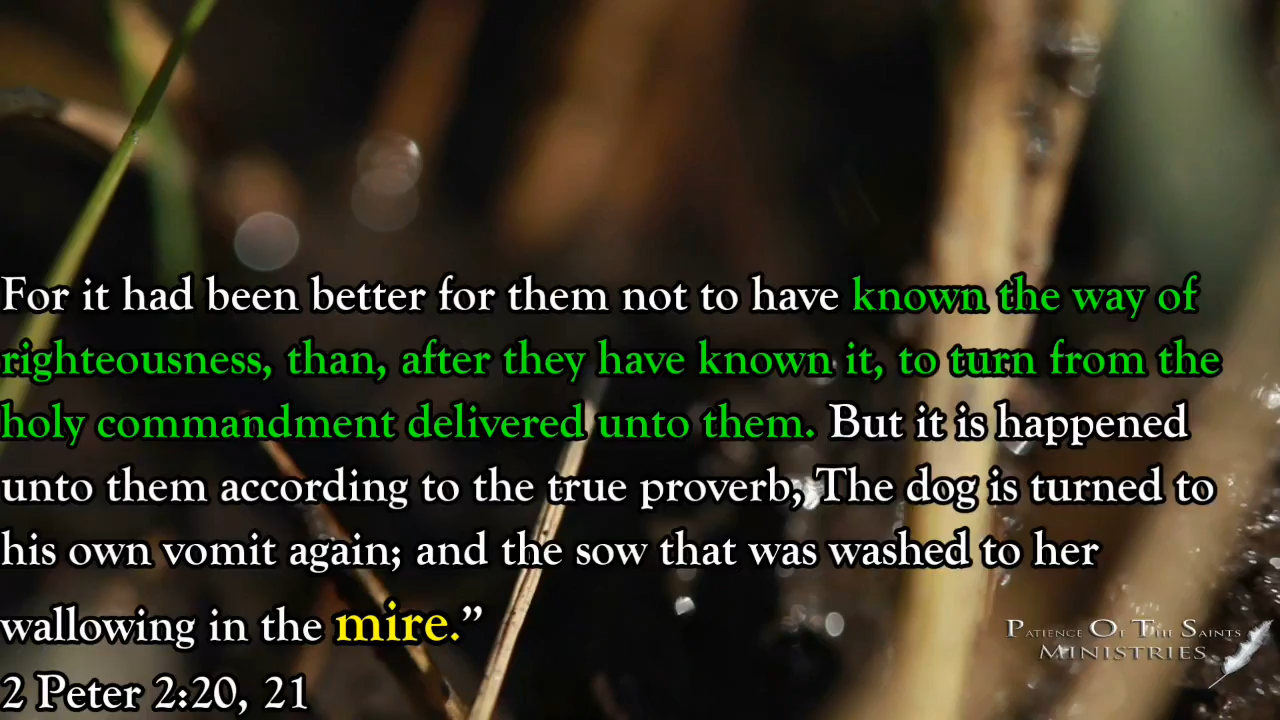 For it had been better for them not to have known the way of
righteousness, than, after they have known it, to turn from the
holy commandment delivered unto them. But it is happened
unto them according to the true proverb, The dog is turned to
his own vomit again; and the sow that was washed to her
wallowing in the mire.”
2 Peter 2:20, 21
Patience Of The Saints
Ministries